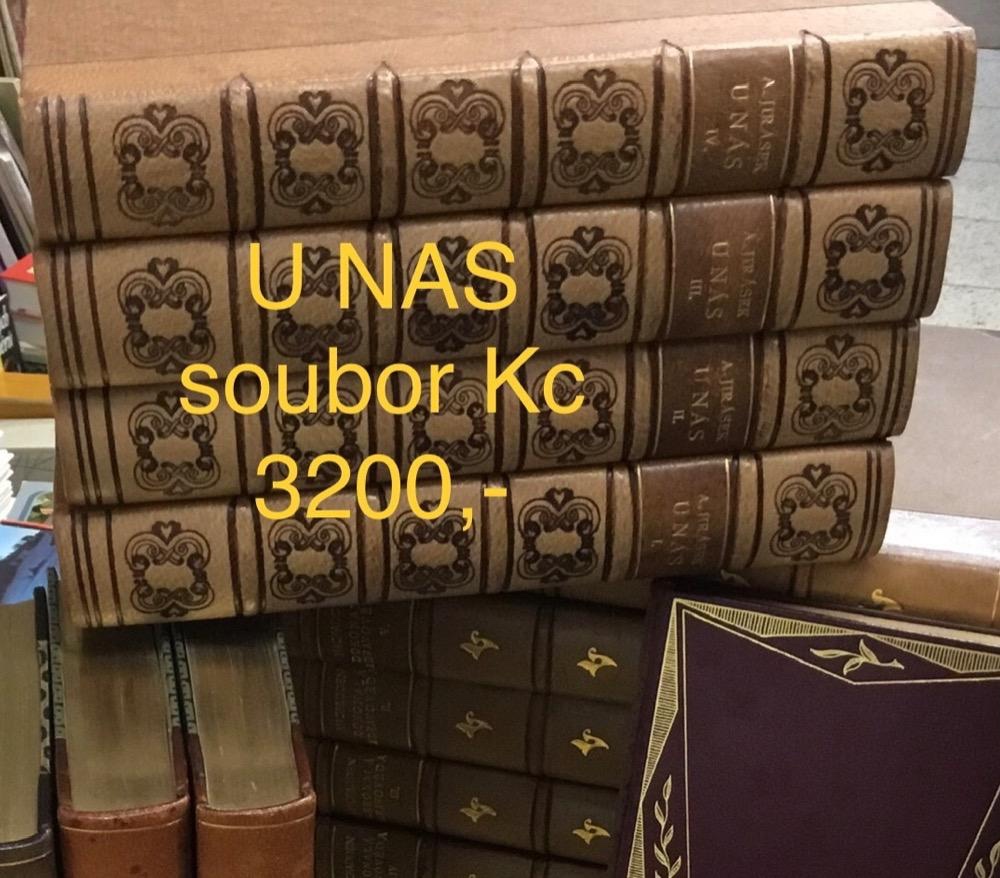 A. JIRÁSEK
U NÁS
IV.
A. JIRÁSEK
U NÁS
III.
A. JIRÁSEK
U NÁS
II.
A. JIRÁSEK
U NÁS
I.
U NAS
soubor Kc
3200,-